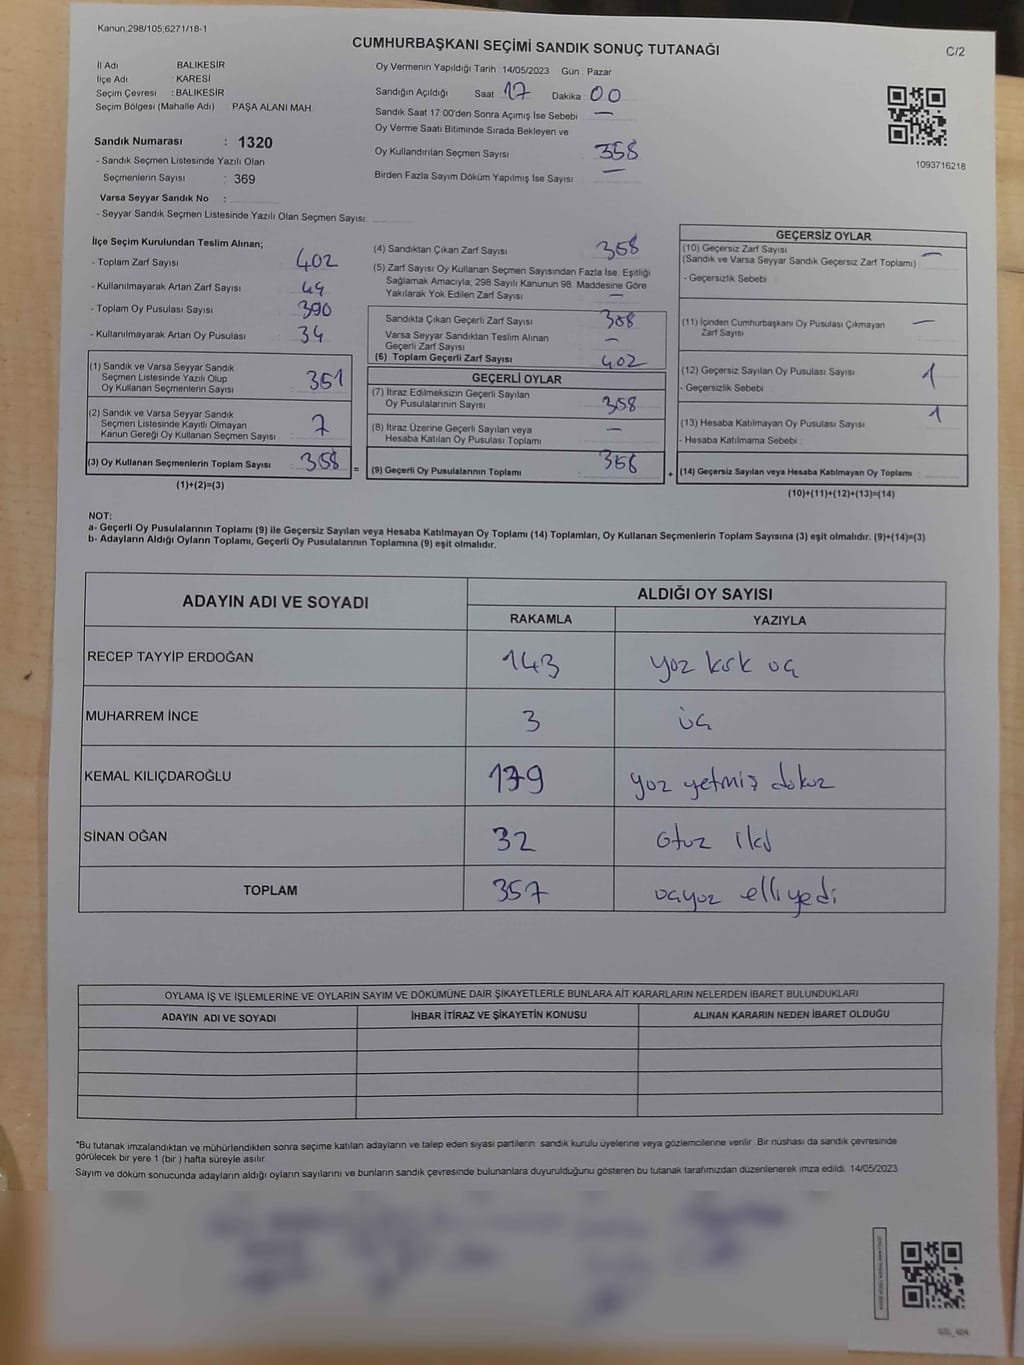 Kanun.298/105;6271/18-1
CUMHURBAŞKANI SEÇİMİ SANDIK SONUÇ TUTANAĞI
C/2
İl Adı BALIKESİR
İlçe Adı KARESİ
Seçim Çevresi : BALIKESİR
Seçim Bölgesi (Mahalle Adı) : PAŞA ALANI MAH.
Oy Vermenin Yapıldığı Tarih : 14/05/2023 Gün : Pazar
Sandığın Açıldığı Saat 17 Dakika 00
Sandık Saat 17:00'den Sonra Açımış İse Sebebi —
Oy Verme Saati Bitiminde Sırada Bekleyen ve
Oy Kullandırılan Seçmen Sayısı 358
Birden Fazla Sayım Döküm Yapılmış İse Sayısı —
1093716218
Sandık Numarası : 1320
- Sandık Seçmen Listesinde Yazılı Olan
Seçmenlerin Sayısı : 369
Varsa Seyyar Sandık No :
- Seyyar Sandık Seçmen Listesinde Yazılı Olan Seçmen Sayısı:
İlçe Seçim Kurulundan Teslim Alınan;
- Toplam Zarf Sayısı 402
- Kullanılmayarak Artan Zarf Sayısı 44
- Toplam Oy Pusulası Sayısı 390
- Kullanılmayarak Artan Oy Pusulası 34
(1) Sandık ve Varsa Seyyar Sandık
Seçmen Listesinde Yazılı Olup
Oy Kullanan Seçmenlerin Sayısı 351
(2) Sandık ve Varsa Seyyar Sandık
Seçmen Listesinde Kayıtlı Olmayan
Kanun Gereği Oy Kullanan Seçmen Sayısı 7
(3) Oy Kullanan Seçmenlerin Toplam Sayısı 358
(1)+(2)=(3)
(4) Sandıktan Çıkan Zarf Sayısı 358
(5) Zarf Sayısı Oy Kullanan Seçmen Sayısından Fazla İse, Eşitliği
Sağlamak Amacıyla; 298 Sayılı Kanunun 98. Maddesine Göre
Yakılarak Yok Edilen Zarf Sayısı —
Sandıkta Çıkan Geçerli Zarf Sayısı 358
Varsa Seyyar Sandıktan Teslim Alınan
Geçerli Zarf Sayısı —
(6) Toplam Geçerli Zarf Sayısı 402
GEÇERLİ OYLAR
(7) İtiraz Edilmeksizin Geçerli Sayılan
Oy Pusulalarının Sayısı 358
(8) İtiraz Üzerine Geçerli Sayılan veya
Hesaba Katılan Oy Pusulası Toplamı —
= (9) Geçerli Oy Pusulalarının Toplamı 358
GEÇERSİZ OYLAR
(10) Geçersiz Zarf Sayısı —
(Sandık ve Varsa Seyyar Sandık Geçersiz Zarf Toplamı)
- Geçersizlik Sebebi
(11) İçinden Cumhurbaşkanı Oy Pusulası Çıkmayan —
Zarf Sayısı
(12) Geçersiz Sayılan Oy Pusulası Sayısı 1
- Geçersizlik Sebebi
(13) Hesaba Katılmayan Oy Pusulası Sayısı 1
- Hesaba Katılmama Sebebi
+ (14) Geçersiz Sayılan veya Hesaba Katılmayan Oy Toplamı
(10)+(11)+(12)+(13)=(14)
NOT:
a- Geçerli Oy Pusulalarının Toplamı (9) ile Geçersiz Sayılan veya Hesaba Katılmayan Oy Toplamı (14) Toplamları, Oy Kullanan Seçmenlerin Toplam Sayısına (3) eşit olmalıdır. (9)+(14)=(3)
b- Adayların Aldığı Oyların Toplamı, Geçerli Oy Pusulalarının Toplamına (9) eşit olmalıdır.
ADAYIN ADI VE SOYADI ALDIĞI OY SAYISI
RAKAMLA YAZIYLA
RECEP TAYYİP ERDOĞAN 143 yüz kırk üç
MUHARREM İNCE 3 üç
KEMAL KILIÇDAROĞLU 179 yüz yetmiş dokuz
SİNAN OĞAN 32 otuz iki
TOPLAM 357 üçyüz elliyedi
OYLAMA İŞ VE İŞLEMLERİNE VE OYLARIN SAYIM VE DÖKÜMÜNE DAİR ŞİKAYETLERLE BUNLARA AİT KARARLARIN NELERDEN İBARET BULUNDUKLARI
ADAYIN ADI VE SOYADI İHBAR İTİRAZ VE ŞİKAYETİN KONUSU ALINAN KARARIN NEDEN İBARET OLDUĞU
*Bu tutanak imzalandıktan ve mühürlendikten sonra seçime katılan adayların ve talep eden siyasi partilerin sandık kurulu üyelerine veya gözlemcilerine verilir. Bir nüshası da sandık çevresinde
görülecek bir yere 1 (bir ) hafta süreyle asılır.
Sayım ve döküm sonucunda adayların aldığı oyların sayılarını ve bunların sandık çevresinde bulunanlara duyurulduğunu gösteren bu tutanak tarafımızdan düzenlenerek imza edildi. 14/05/2023